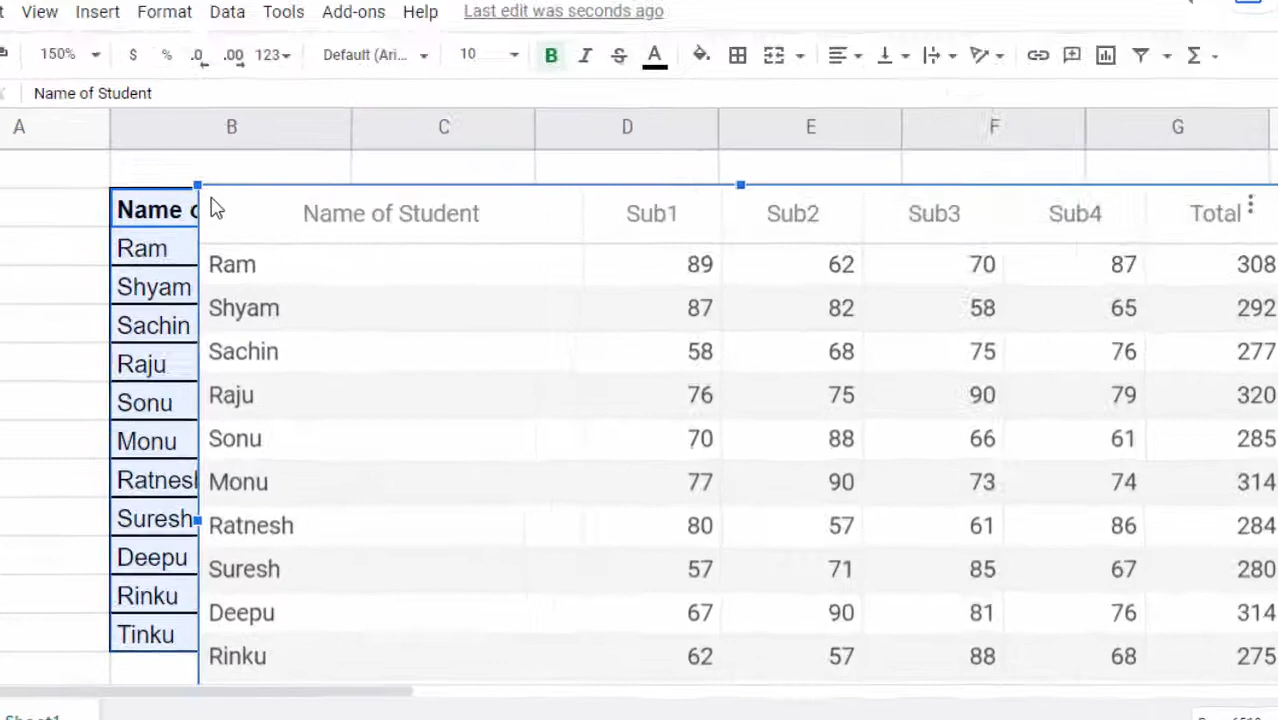 View Insert Format Data Tools Add-ons Help Last edit was seconds ago
150% $ % .0 .00 123 Default (Ari... 10 B I S A
Name of Student
A B C D E F G
Name
Ram
Shyam
Sachin
Raju
Sonu
Monu
Ratnesh
Suresh
Deepu
Rinku
Tinku
Name of Student Sub1 Sub2 Sub3 Sub4 Total
Ram 89 62 70 87 308
Shyam 87 82 58 65 292
Sachin 58 68 75 76 277
Raju 76 75 90 79 320
Sonu 70 88 66 61 285
Monu 77 90 73 74 314
Ratnesh 80 57 61 86 284
Suresh 57 71 85 67 280
Deepu 67 90 81 76 314
Rinku 62 57 88 68 275
Sheet1